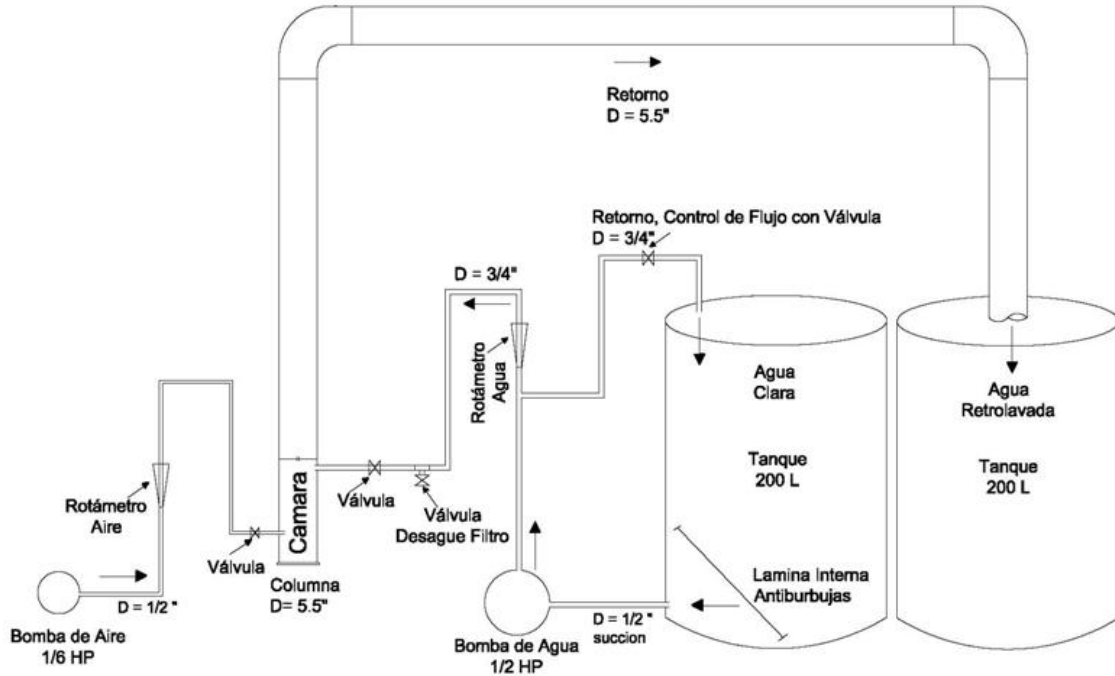 Retorno
D = 5.5"
Retorno, Control de Flujo con Válvula
D = 3/4"
D = 3/4"
Rotámetro
Agua
Agua
Clara
Agua
Retrolavada
Tanque
200 L
Tanque
200 L
Rotámetro
Aire
Camara
Válvula
Válvula
Desague Filtro
Válvula
Columna
D= 5.5"
Lamina Interna
Antiburbujas
D = 1/2 "
D = 1/2 "
succion
Bomba de Aire
1/6 HP
Bomba de Agua
1/2 HP